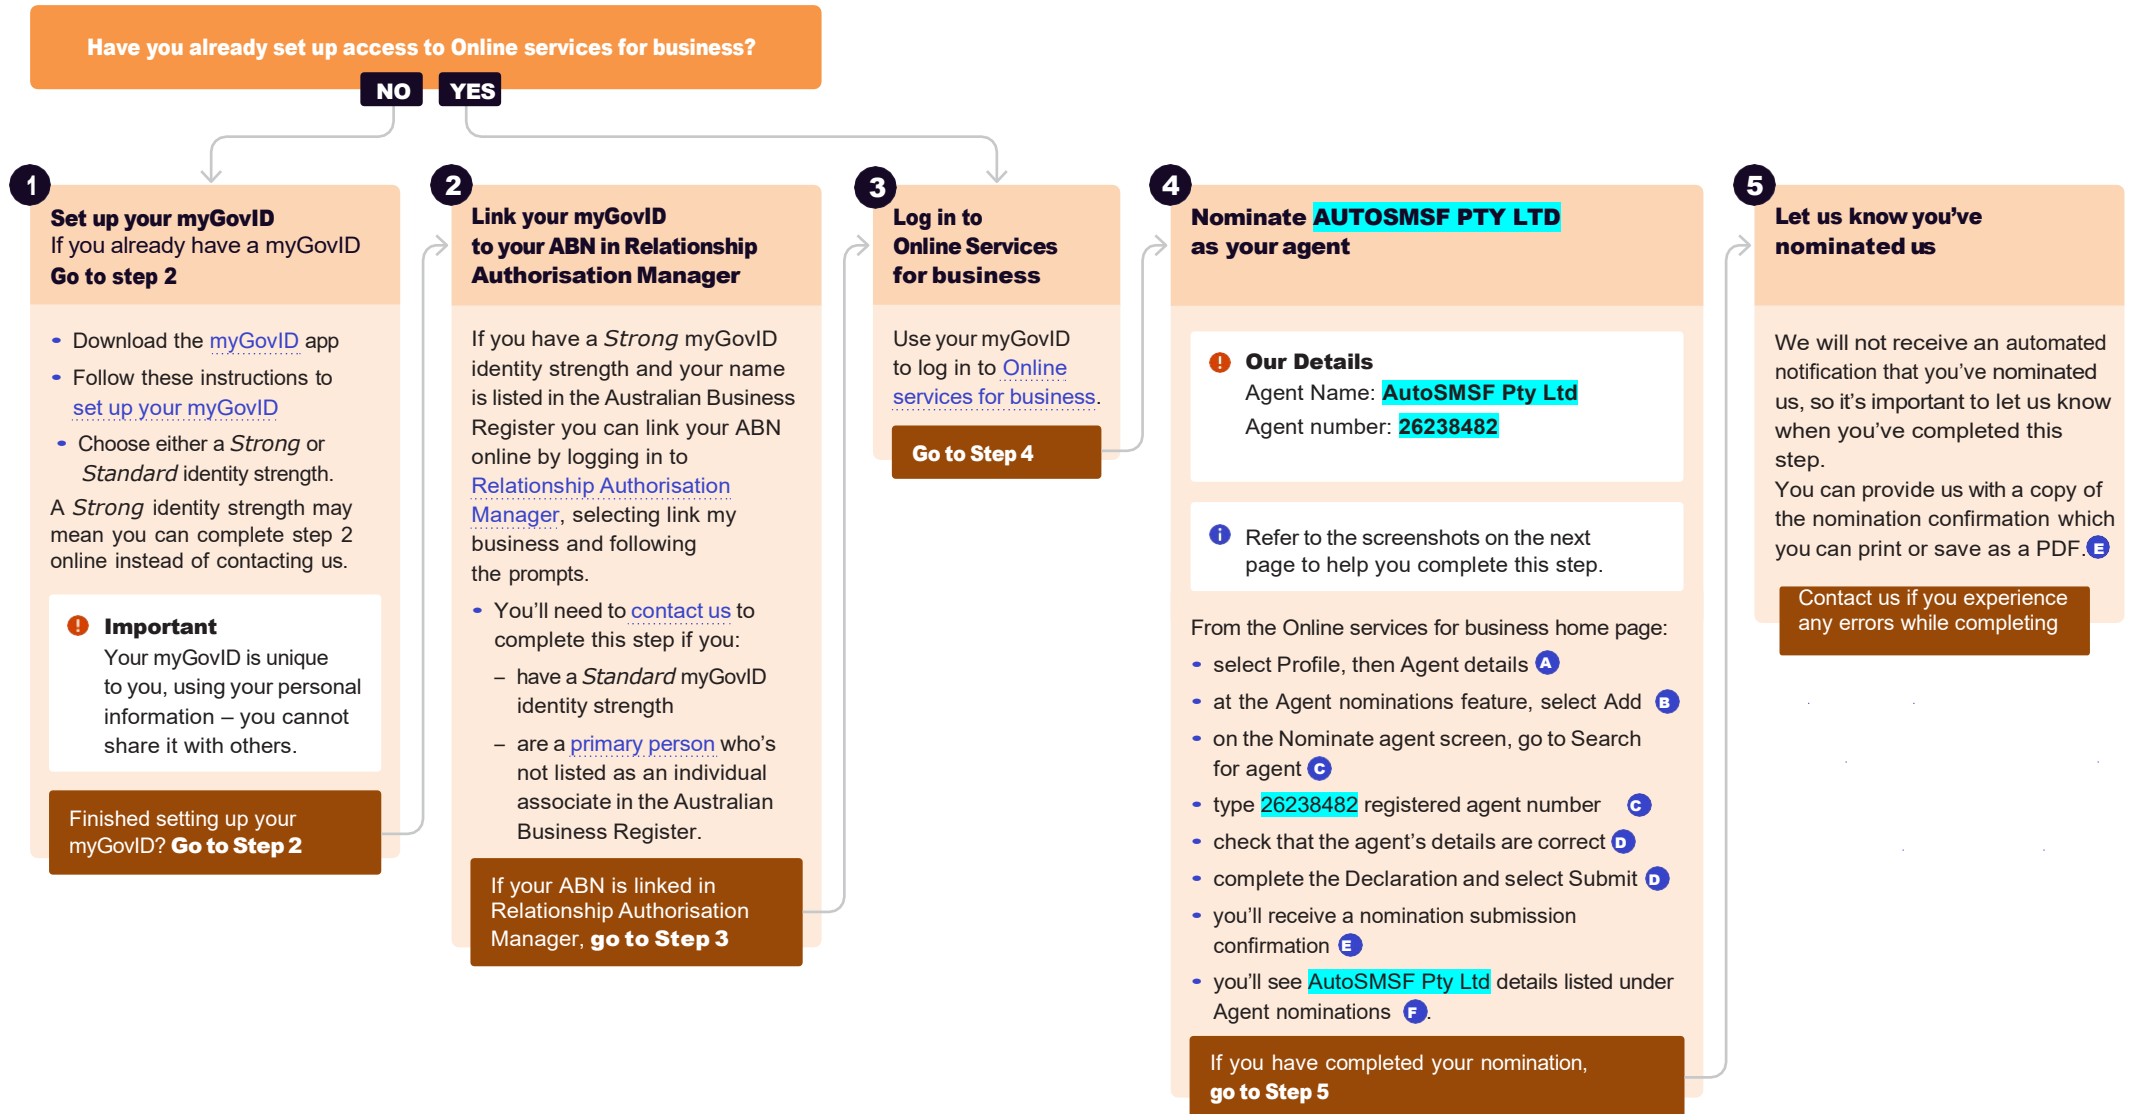 Have you already set up access to Online services for business?
NO
YES
1
Set up your myGovID
If you already have a myGovID
Go to step 2
• Download the myGovID app
• Follow these instructions to
set up your myGovID
• Choose either a Strong or
Standard identity strength.
A Strong identity strength may
mean you can complete step 2
online instead of contacting us.
Important
Your myGovID is unique
to you, using your personal
information – you cannot
share it with others.
Finished setting up your
myGovID? Go to Step 2
2
Link your myGovID
to your ABN in Relationship
Authorisation Manager
If you have a Strong myGovID
identity strength and your name
is listed in the Australian Business
Register you can link your ABN
online by logging in to
Relationship Authorisation
Manager, selecting link my
business and following
the prompts.
• You'll need to contact us to
complete this step if you:
– have a Standard myGovID
identity strength
– are a primary person who's
not listed as an individual
associate in the Australian
Business Register.
If your ABN is linked in
Relationship Authorisation
Manager, go to Step 3
3
Log in to
Online Services
for business
Use your myGovID
to log in to Online
services for business.
Go to Step 4
4
Nominate AUTOSMSF PTY LTD
as your agent
Our Details
Agent Name: AutoSMSF Pty Ltd
Agent number: 26238482
Refer to the screenshots on the next
page to help you complete this step.
From the Online services for business home page:
• select Profile, then Agent details A
• at the Agent nominations feature, select Add B
• on the Nominate agent screen, go to Search
for agent C
• type 26238482 registered agent number C
• check that the agent's details are correct D
• complete the Declaration and select Submit D
• you'll receive a nomination submission
confirmation E
• you'll see AutoSMSF Pty Ltd details listed under
Agent nominations F.
If you have completed your nomination,
go to Step 5
5
Let us know you've
nominated us
We will not receive an automated
notification that you've nominated
us, so it's important to let us know
when you've completed this
step.
You can provide us with a copy of
the nomination confirmation which
you can print or save as a PDF. E
Contact us if you experience
any errors while completing